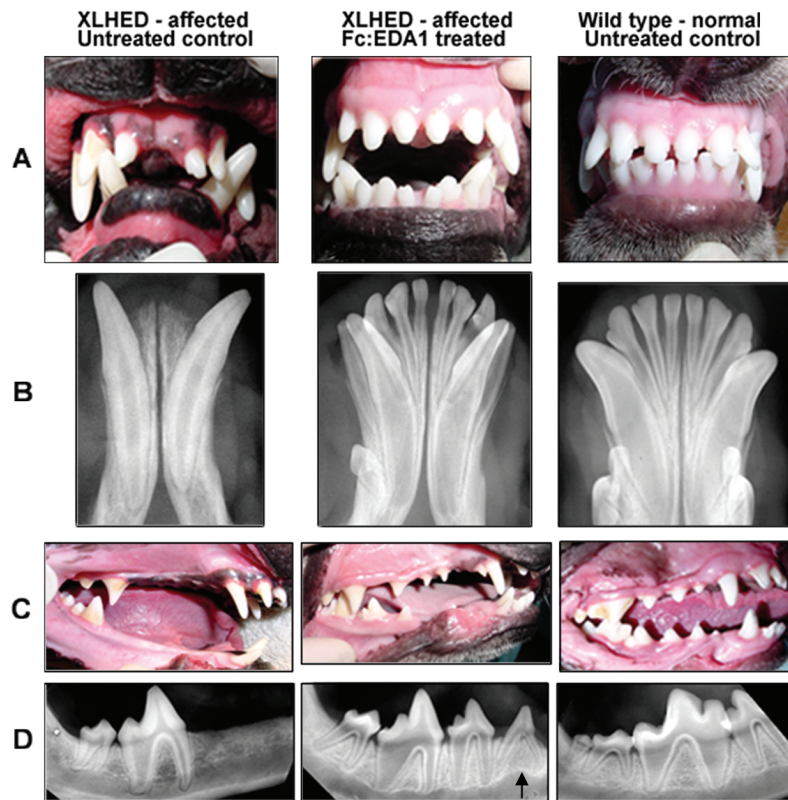 XLHED - affected
Untreated control
XLHED - affected
Fc:EDA1 treated
Wild type - normal
Untreated control
A
B
C
D